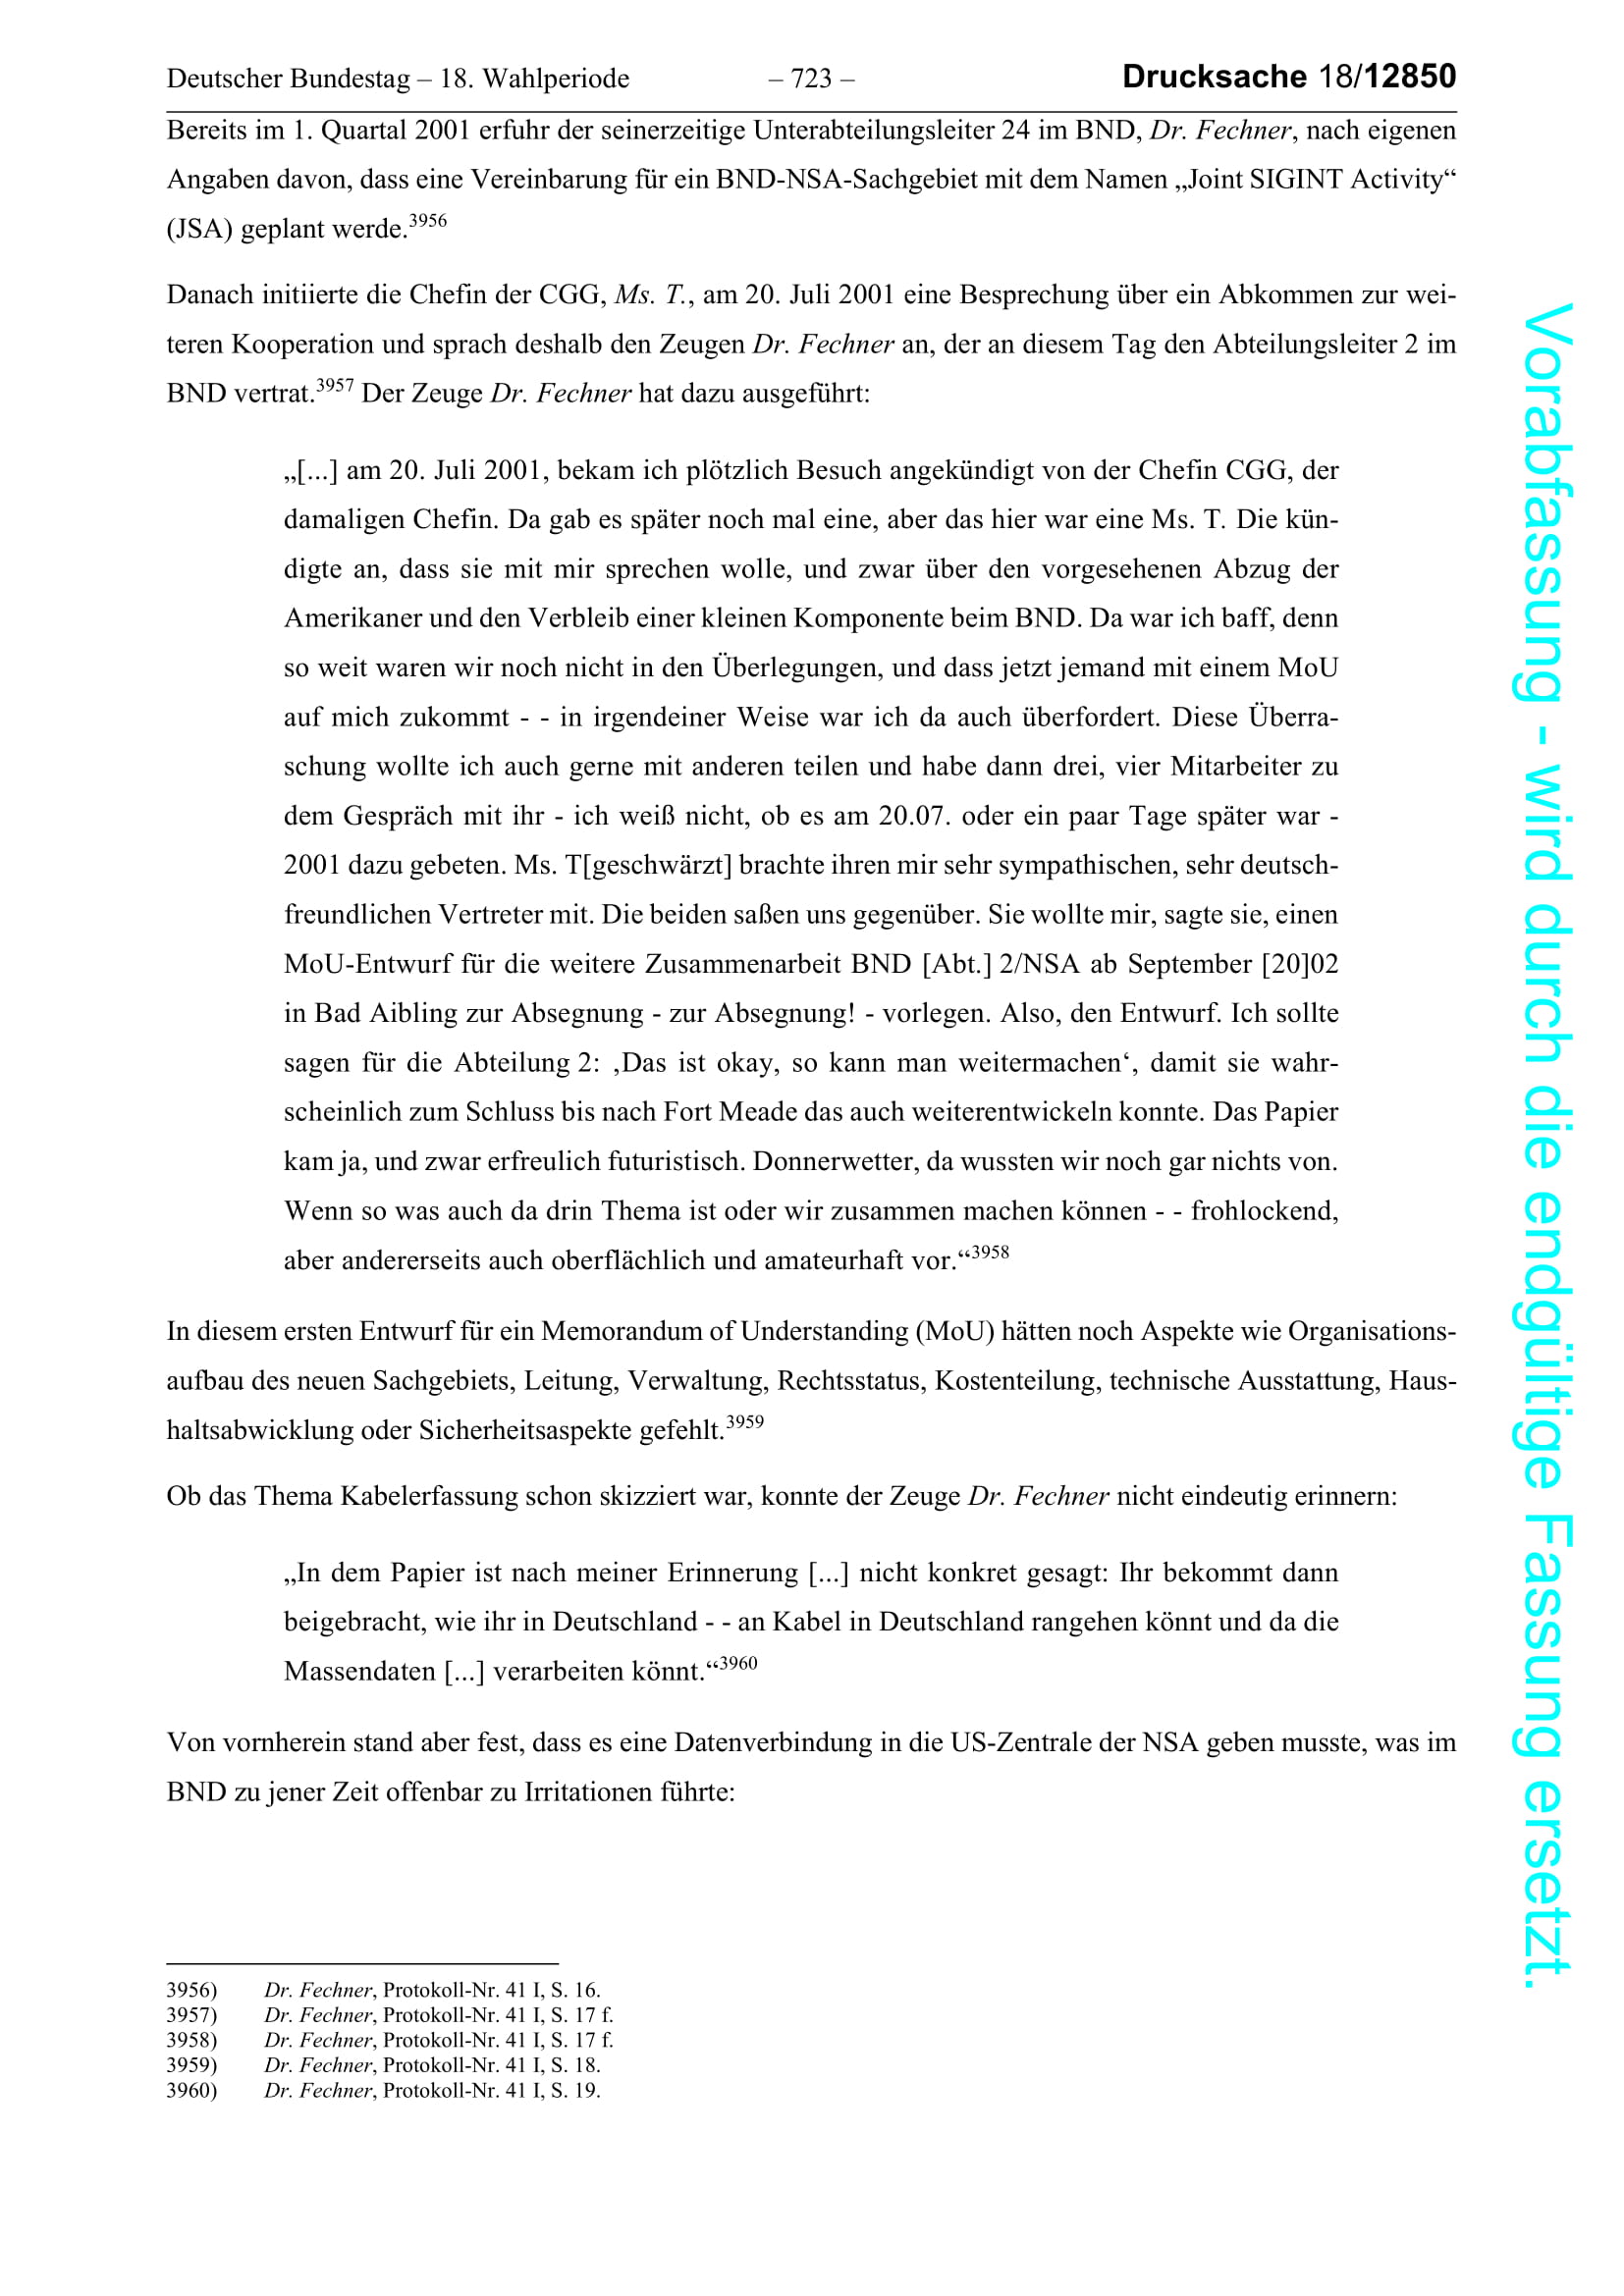 Deutscher Bundestag – 18. Wahlperiode – 723 – Drucksache 18/12850
Bereits im 1. Quartal 2001 erfuhr der seinerzeitige Unterabteilungsleiter 24 im BND, Dr. Fechner, nach eigenen
Angaben davon, dass eine Vereinbarung für ein BND-NSA-Sachgebiet mit dem Namen „Joint SIGINT Activity“
(JSA) geplant werde.3956
Danach initiierte die Chefin der CGG, Ms. T., am 20. Juli 2001 eine Besprechung über ein Abkommen zur wei-
teren Kooperation und sprach deshalb den Zeugen Dr. Fechner an, der an diesem Tag den Abteilungsleiter 2 im
BND vertrat.3957 Der Zeuge Dr. Fechner hat dazu ausgeführt:
„[...] am 20. Juli 2001, bekam ich plötzlich Besuch angekündigt von der Chefin CGG, der
damaligen Chefin. Da gab es später noch mal eine, aber das hier war eine Ms. T. Die kün-
digte an, dass sie mit mir sprechen wolle, und zwar über den vorgesehenen Abzug der
Amerikaner und den Verbleib einer kleinen Komponente beim BND. Da war ich baff, denn
so weit waren wir noch nicht in den Überlegungen, und dass jetzt jemand mit einem MoU
auf mich zukommt - - in irgendeiner Weise war ich da auch überfordert. Diese Überra-
schung wollte ich auch gerne mit anderen teilen und habe dann drei, vier Mitarbeiter zu
dem Gespräch mit ihr - ich weiß nicht, ob es am 20.07. oder ein paar Tage später war -
2001 dazu gebeten. Ms. T[geschwärzt] brachte ihren mir sehr sympathischen, sehr deutsch-
freundlichen Vertreter mit. Die beiden saßen uns gegenüber. Sie wollte mir, sagte sie, einen
MoU-Entwurf für die weitere Zusammenarbeit BND [Abt.] 2/NSA ab September [20]02
in Bad Aibling zur Absegnung - zur Absegnung! - vorlegen. Also, den Entwurf. Ich sollte
sagen für die Abteilung 2: ‚Das ist okay, so kann man weitermachen‘, damit sie wahr-
scheinlich zum Schluss bis nach Fort Meade das auch weiterentwickeln konnte. Das Papier
kam ja, und zwar erfreulich futuristisch. Donnerwetter, da wussten wir noch gar nichts von.
Wenn so was auch da drin Thema ist oder wir zusammen machen können - - frohlockend,
aber andererseits auch oberflächlich und amateurhaft vor.“3958
In diesem ersten Entwurf für ein Memorandum of Understanding (MoU) hätten noch Aspekte wie Organisations-
aufbau des neuen Sachgebiets, Leitung, Verwaltung, Rechtsstatus, Kostenteilung, technische Ausstattung, Haus-
haltsabwicklung oder Sicherheitsaspekte gefehlt.3959
Ob das Thema Kabelerfassung schon skizziert war, konnte der Zeuge Dr. Fechner nicht eindeutig erinnern:
„In dem Papier ist nach meiner Erinnerung [...] nicht konkret gesagt: Ihr bekommt dann
beigebracht, wie ihr in Deutschland - - an Kabel in Deutschland rangehen könnt und da die
Massendaten [...] verarbeiten könnt.“3960
Von vornherein stand aber fest, dass es eine Datenverbindung in die US-Zentrale der NSA geben musste, was im
BND zu jener Zeit offenbar zu Irritationen führte:
3956) Dr. Fechner, Protokoll-Nr. 41 I, S. 16.
3957) Dr. Fechner, Protokoll-Nr. 41 I, S. 17 f.
3958) Dr. Fechner, Protokoll-Nr. 41 I, S. 17 f.
3959) Dr. Fechner, Protokoll-Nr. 41 I, S. 18.
3960) Dr. Fechner, Protokoll-Nr. 41 I, S. 19.
Vorabfassung - wird durch die endgültige Fassung ersetzt.